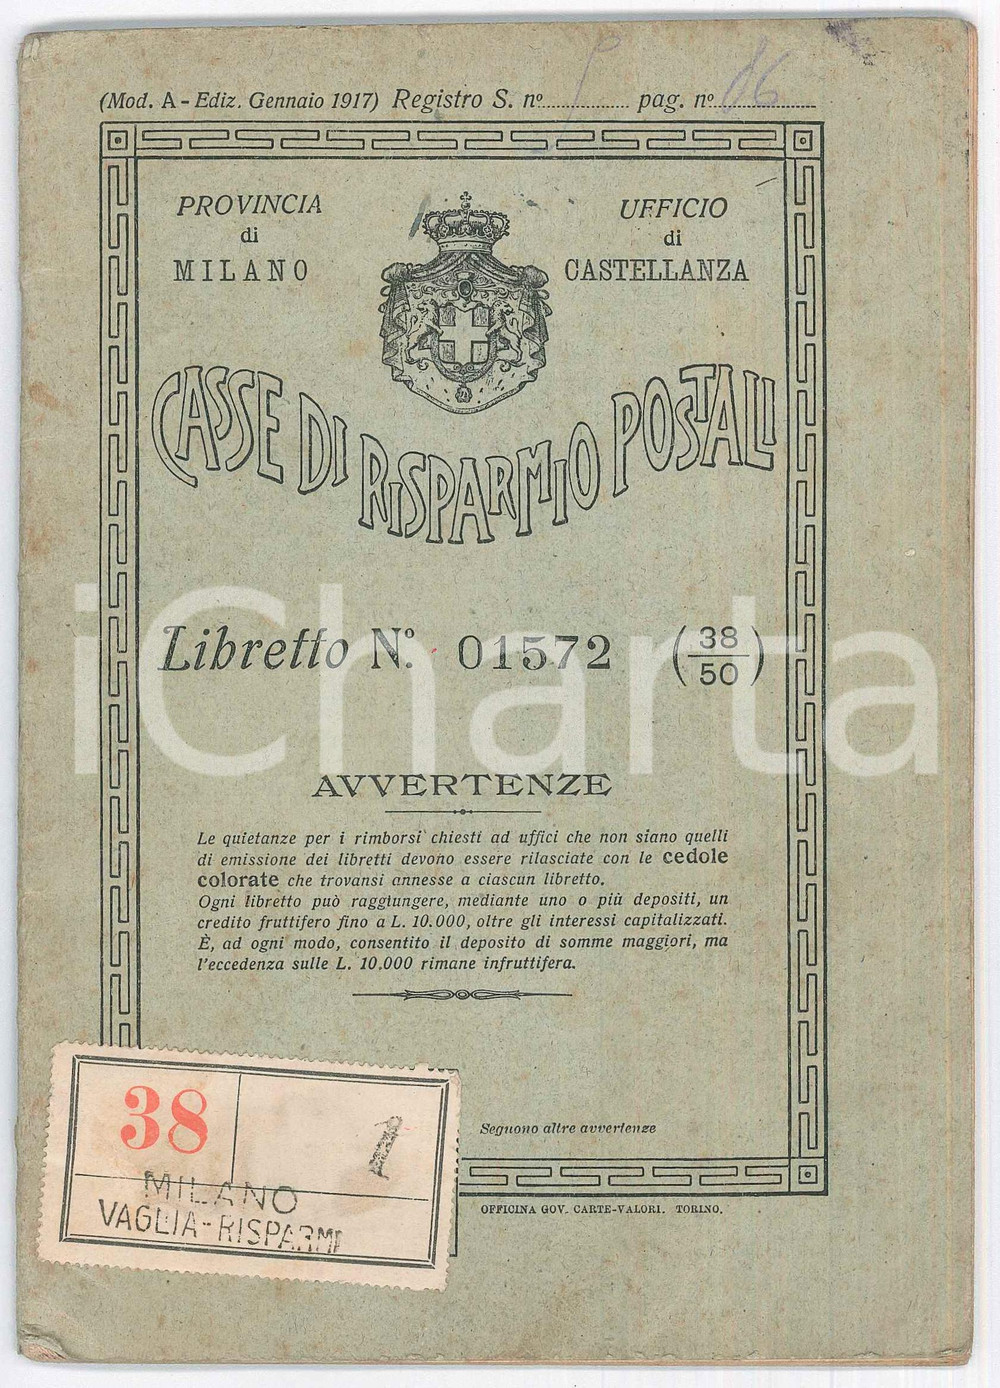 (Mod. A - Ediz. Gennaio 1917) Registro S. nº pag. nº 86
PROVINCIA
di
MILANO
UFFICIO
di
CASTELLANZA
CASSE DI RISPARMIO POSTALI
Libretto Nº. 01572 (38/50)
AVVERTENZE
Le quietanze per i rimborsi chiesti ad uffici che non siano quelli
di emissione dei libretti devono essere rilasciate con le cedole
colorate che trovansi annesse a ciascun libretto.
Ogni libretto può raggiungere, mediante uno o più depositi, un
credito fruttifero fino a L. 10.000, oltre gli interessi capitalizzati.
È, ad ogni modo, consentito il deposito di somme maggiori, ma
l'eccedenza sulle L. 10.000 rimane infruttifera.
Seguono altre avvertenze
OFFICINA GOV. CARTE-VALORI. TORINO.
38
1
MILANO
VAGLIA-RISPARMI
iCharta